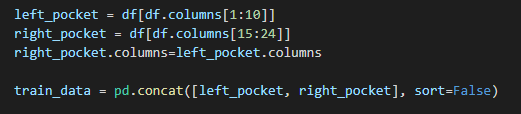 left_pocket = df[df.columns[1:10]]
right_pocket = df[df.columns[15:24]]
right_pocket.columns=left_pocket.columns
train_data = pd.concat([left_pocket, right_pocket], sort=False)